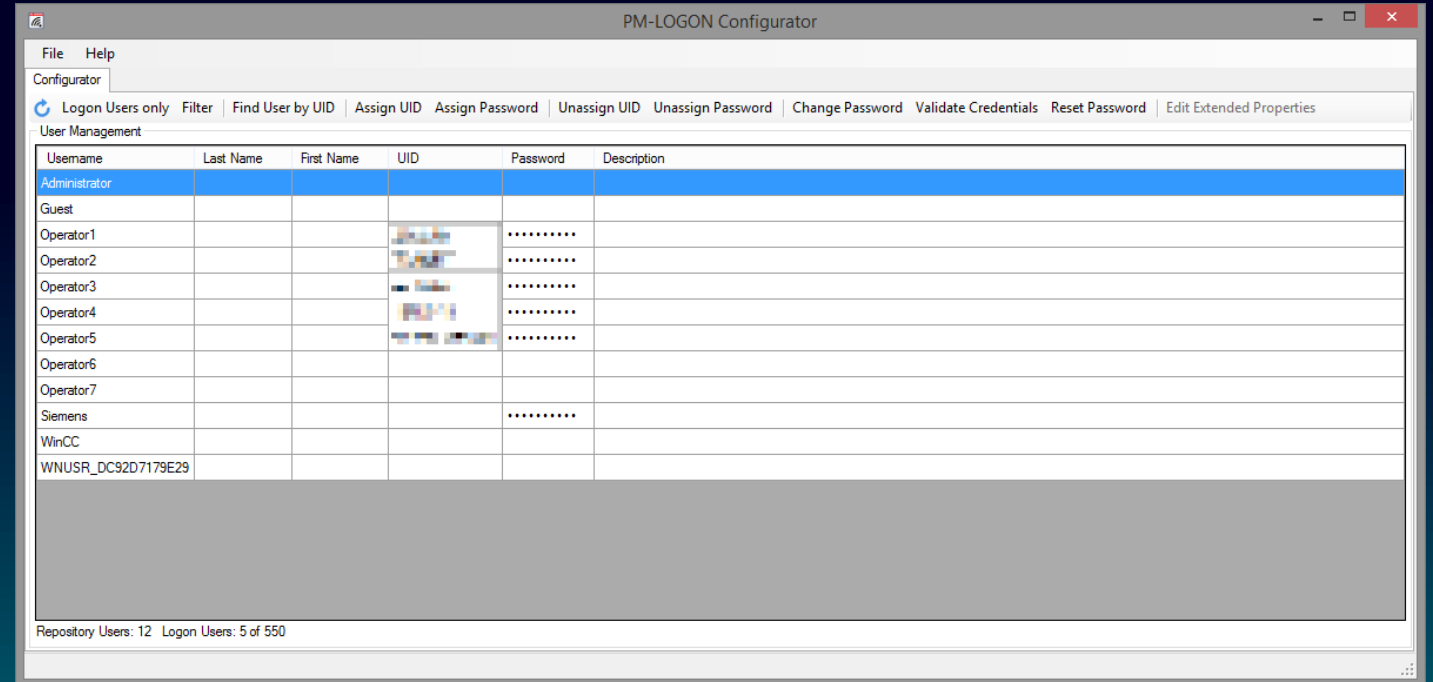 PM-LOGON Configurator
File Help
Configurator
Logon Users only Filter Find User by UID Assign UID Assign Password Unassign UID Unassign Password Change Password Validate Credentials Reset Password Edit Extended Properties
User Management
Username Last Name First Name UID Password Description
Administrator
Guest
Operator1 ••••••••••
Operator2 ••••••••••
Operator3 ••••••••••
Operator4 ••••••••••
Operator5 ••••••••••
Operator6
Operator7
Siemens ••••••••••
WinCC
WNUSR_DC92D7179E29
Repository Users: 12 Logon Users: 5 of 550